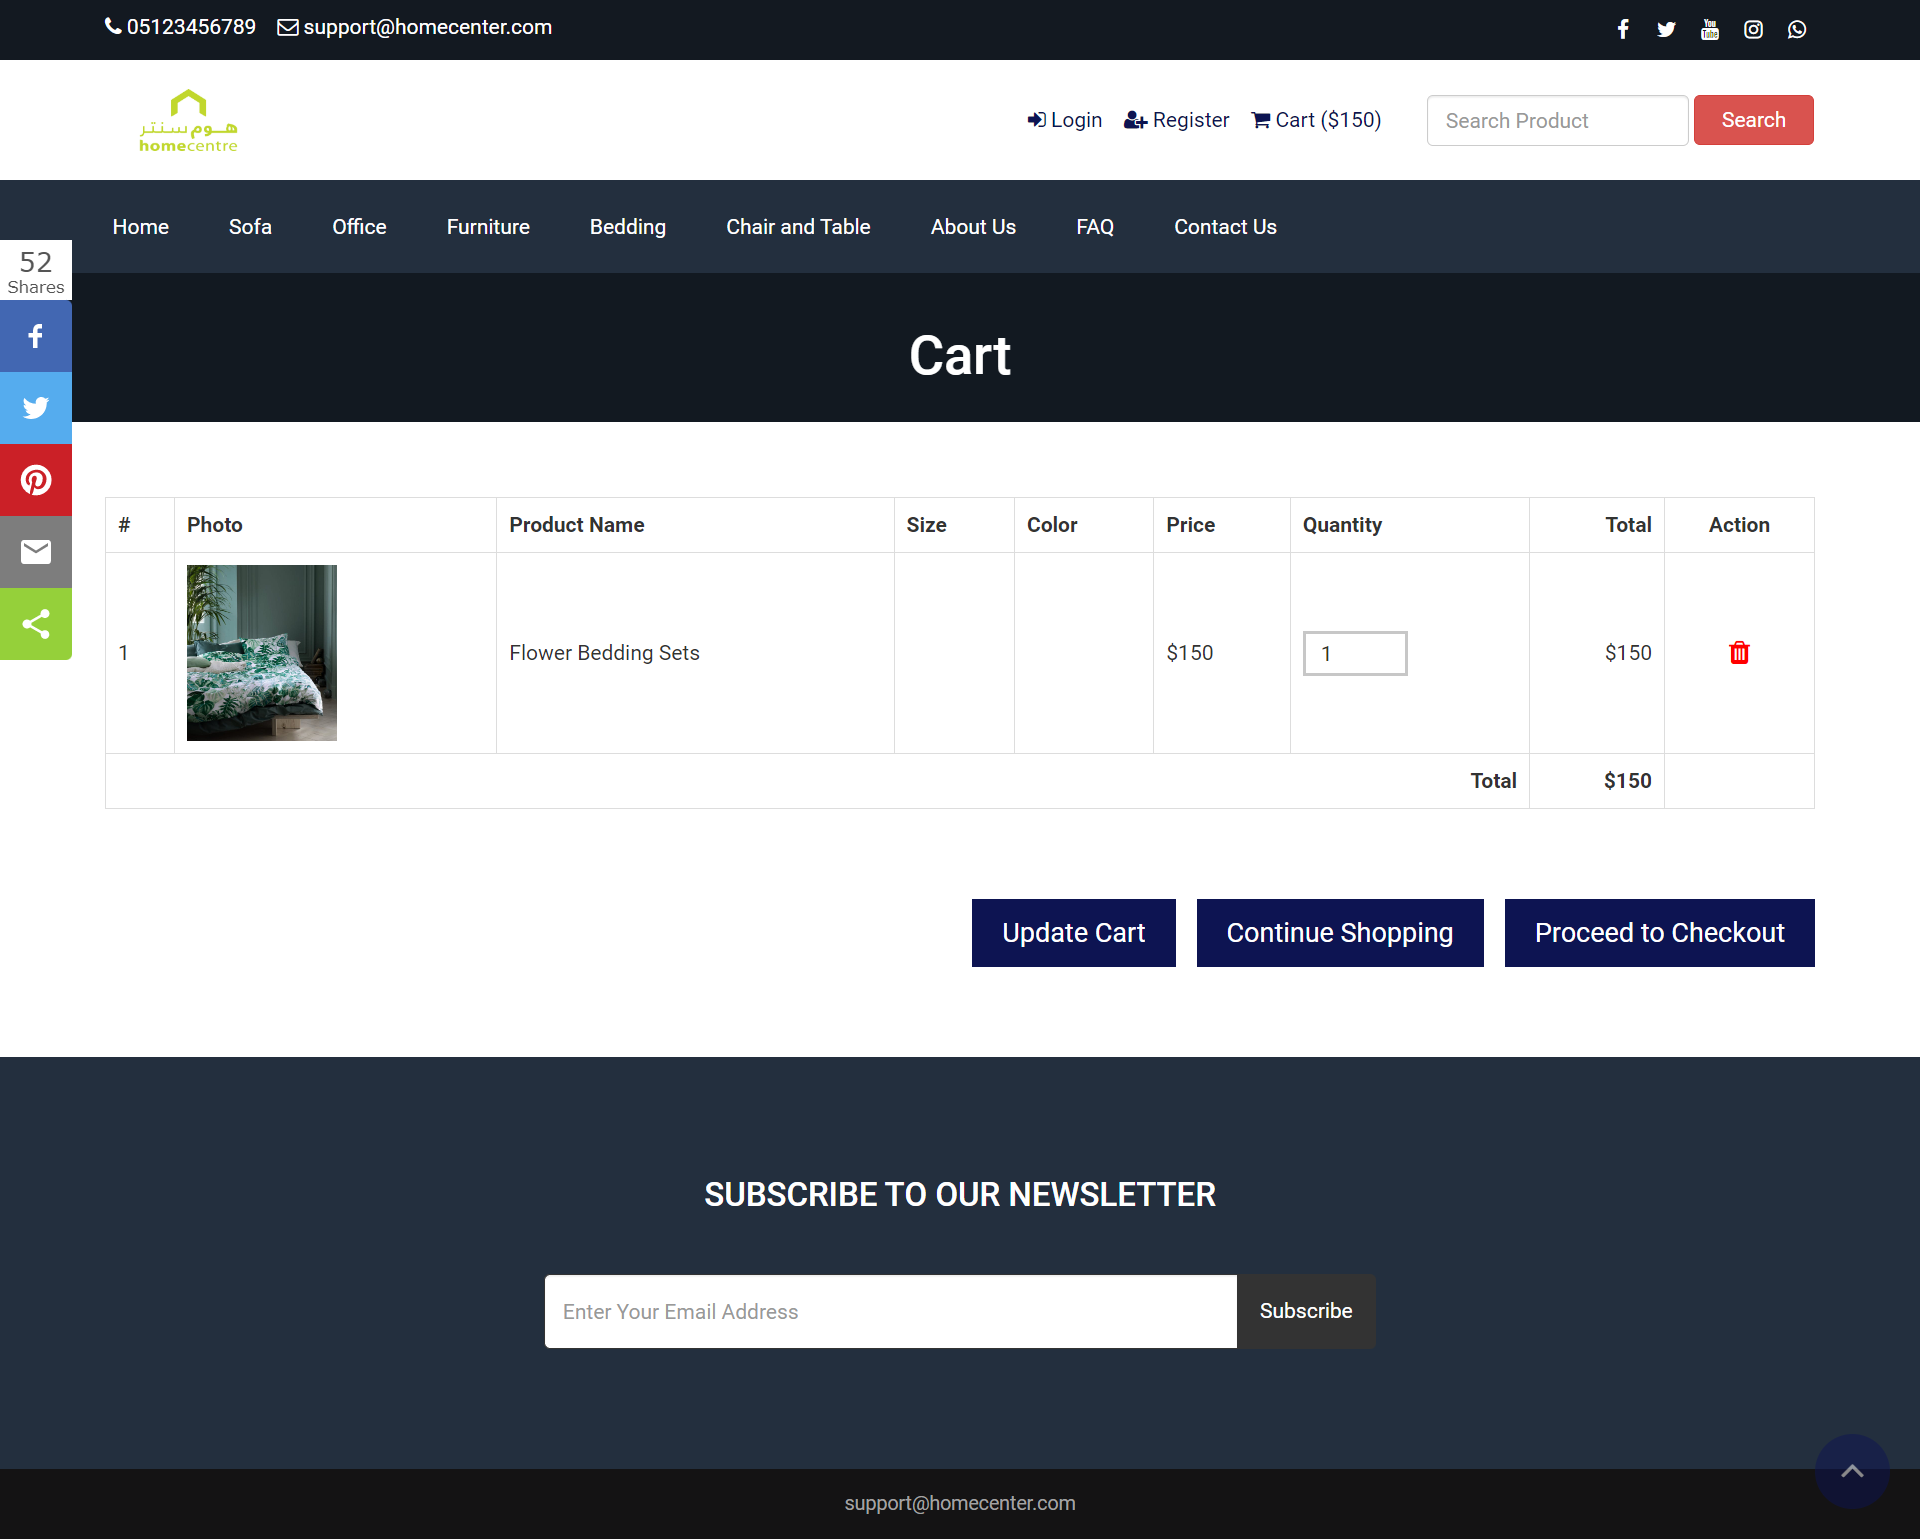 05123456789 support@homecenter.com
You
Tube
هوم سنتر
homecentre
Login Register Cart ($150) Search Product Search
Home Sofa Office Furniture Bedding Chair and Table About Us FAQ Contact Us
52
Shares
Cart
# Photo Product Name Size Color Price Quantity Total Action
1 Flower Bedding Sets $150 1 $150
Total $150
Update Cart Continue Shopping Proceed to Checkout
SUBSCRIBE TO OUR NEWSLETTER
Enter Your Email Address Subscribe
support@homecenter.com